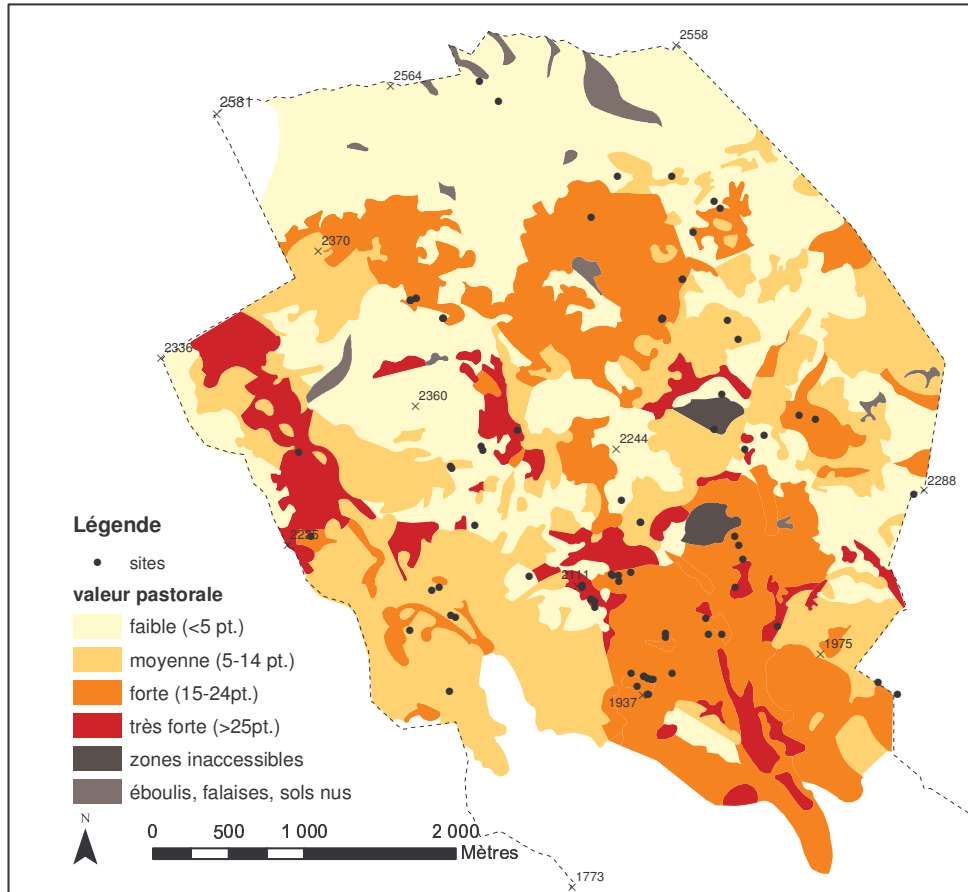 2558
2564
2581
2370
2336
2360
2244
2288
2225
2111
1975
1937
Légende
sites
valeur pastorale
faible (<5 pt.)
moyenne (5-14 pt.)
forte (15-24pt.)
très forte (>25pt.)
zones inaccessibles
éboulis, falaises, sols nus
N
0 500 1 000 2 000
Mètres
1773